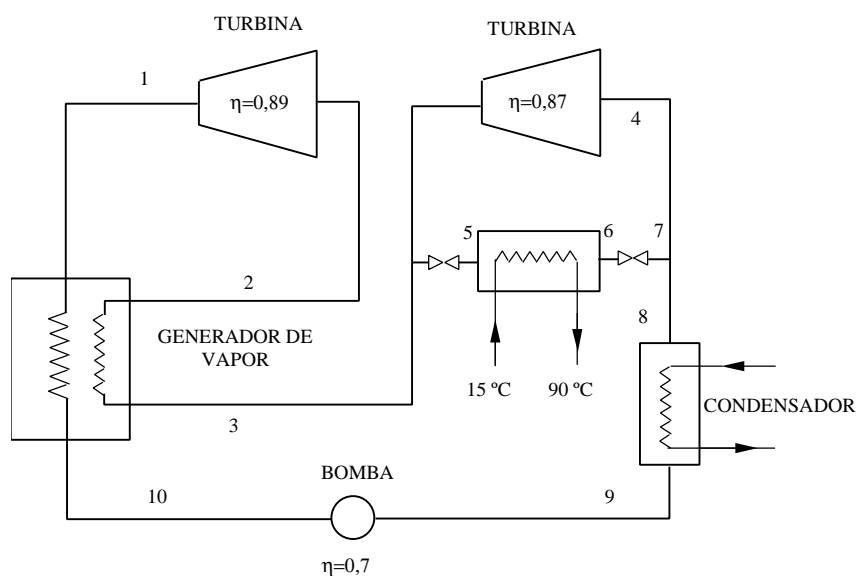 TURBINA
TURBINA
1
η=0,89
η=0,87
4
5
6
7
2
8
GENERADOR DE
VAPOR
15 ºC
90 ºC
CONDENSADOR
3
BOMBA
10
9
η=0,7